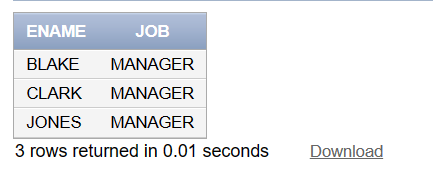 ENAME JOB
BLAKE MANAGER
CLARK MANAGER
JONES MANAGER
3 rows returned in 0.01 seconds Download